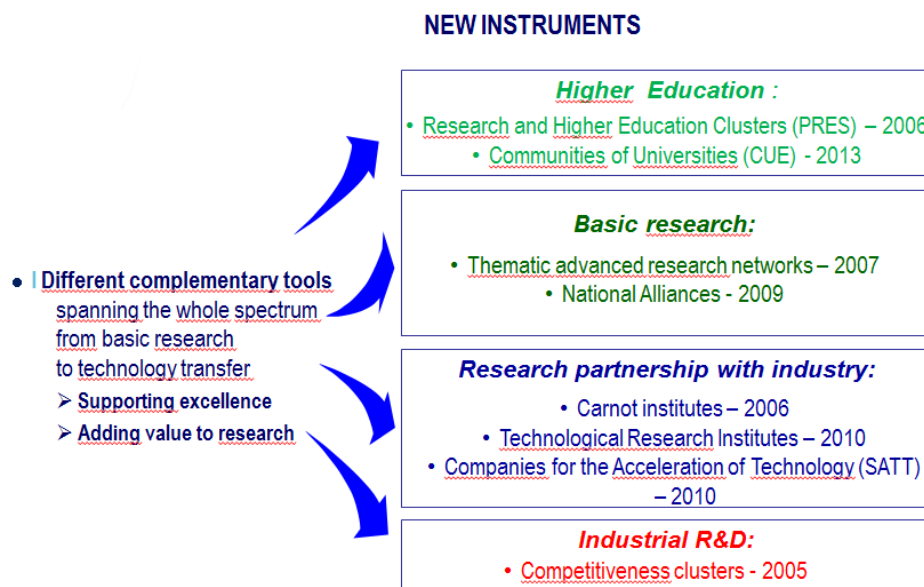 NEW INSTRUMENTS
Higher Education :
• Research and Higher Education Clusters (PRES) – 2006
• Communities of Universities (CUE) - 2013
Basic research:
• Thematic advanced research networks – 2007
• National Alliances - 2009
• I Different complementary tools
spanning the whole spectrum
from basic research
to technology transfer
➢ Supporting excellence
➢ Adding value to research
Research partnership with industry:
• Carnot institutes – 2006
• Technological Research Institutes – 2010
• Companies for the Acceleration of Technology (SATT)
– 2010
Industrial R&D:
• Competitiveness clusters - 2005